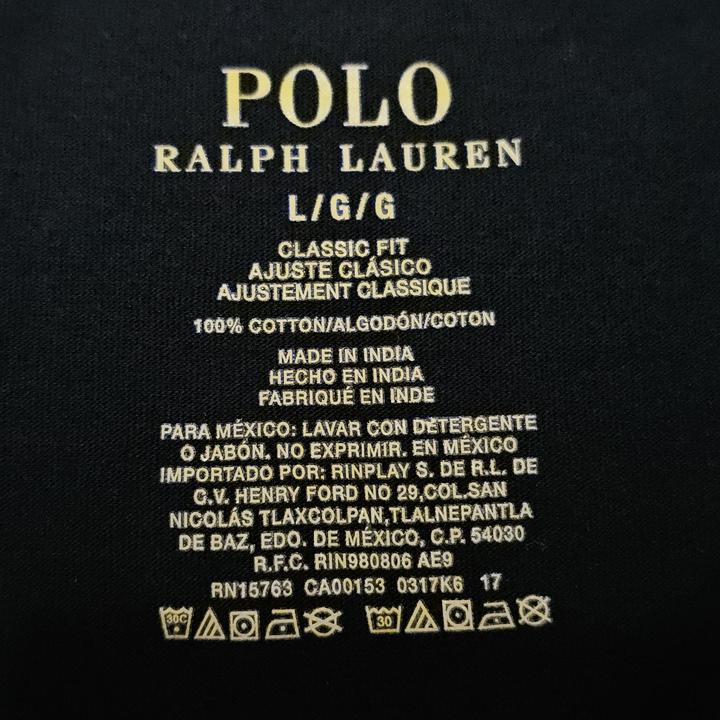 POLO
RALPH LAUREN
L/G/G
CLASSIC FIT
AJUSTE CLÁSICO
AJUSTEMENT CLASSIQUE
100% COTTON/ALGODÓN/COTON
MADE IN INDIA
HECHO EN INDIA
FABRIQUÉ EN INDE
PARA MÉXICO: LAVAR CON DETERGENTE
O JABÓN. NO EXPRIMIR. EN MÉXICO
IMPORTADO POR: RINPLAY S. DE R.L. DE
C.V. HENRY FORD NO 29,COL.SAN
NICOLÁS TLAXCOLPAN,TLALNEPANTLA
DE BAZ, EDO. DE MÉXICO, C.P. 54030
R.F.C. RIN980806 AE9
RN15763 CA00153 0317K6 17
30C 30